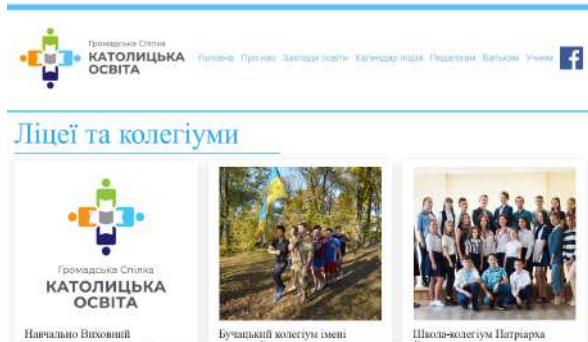 Громадська Спілка
КАТОЛИЦЬКА
ОСВІТА
Головна Про нас Заклади освіти Календар подій Педагогам Батькам Учням
Ліцеї та колегіуми
Громадська Спілка
КАТОЛИЦЬКА
ОСВІТА
Навчально Виховний
Бучацький колегіум імені
Школа-колегіум Патріарха